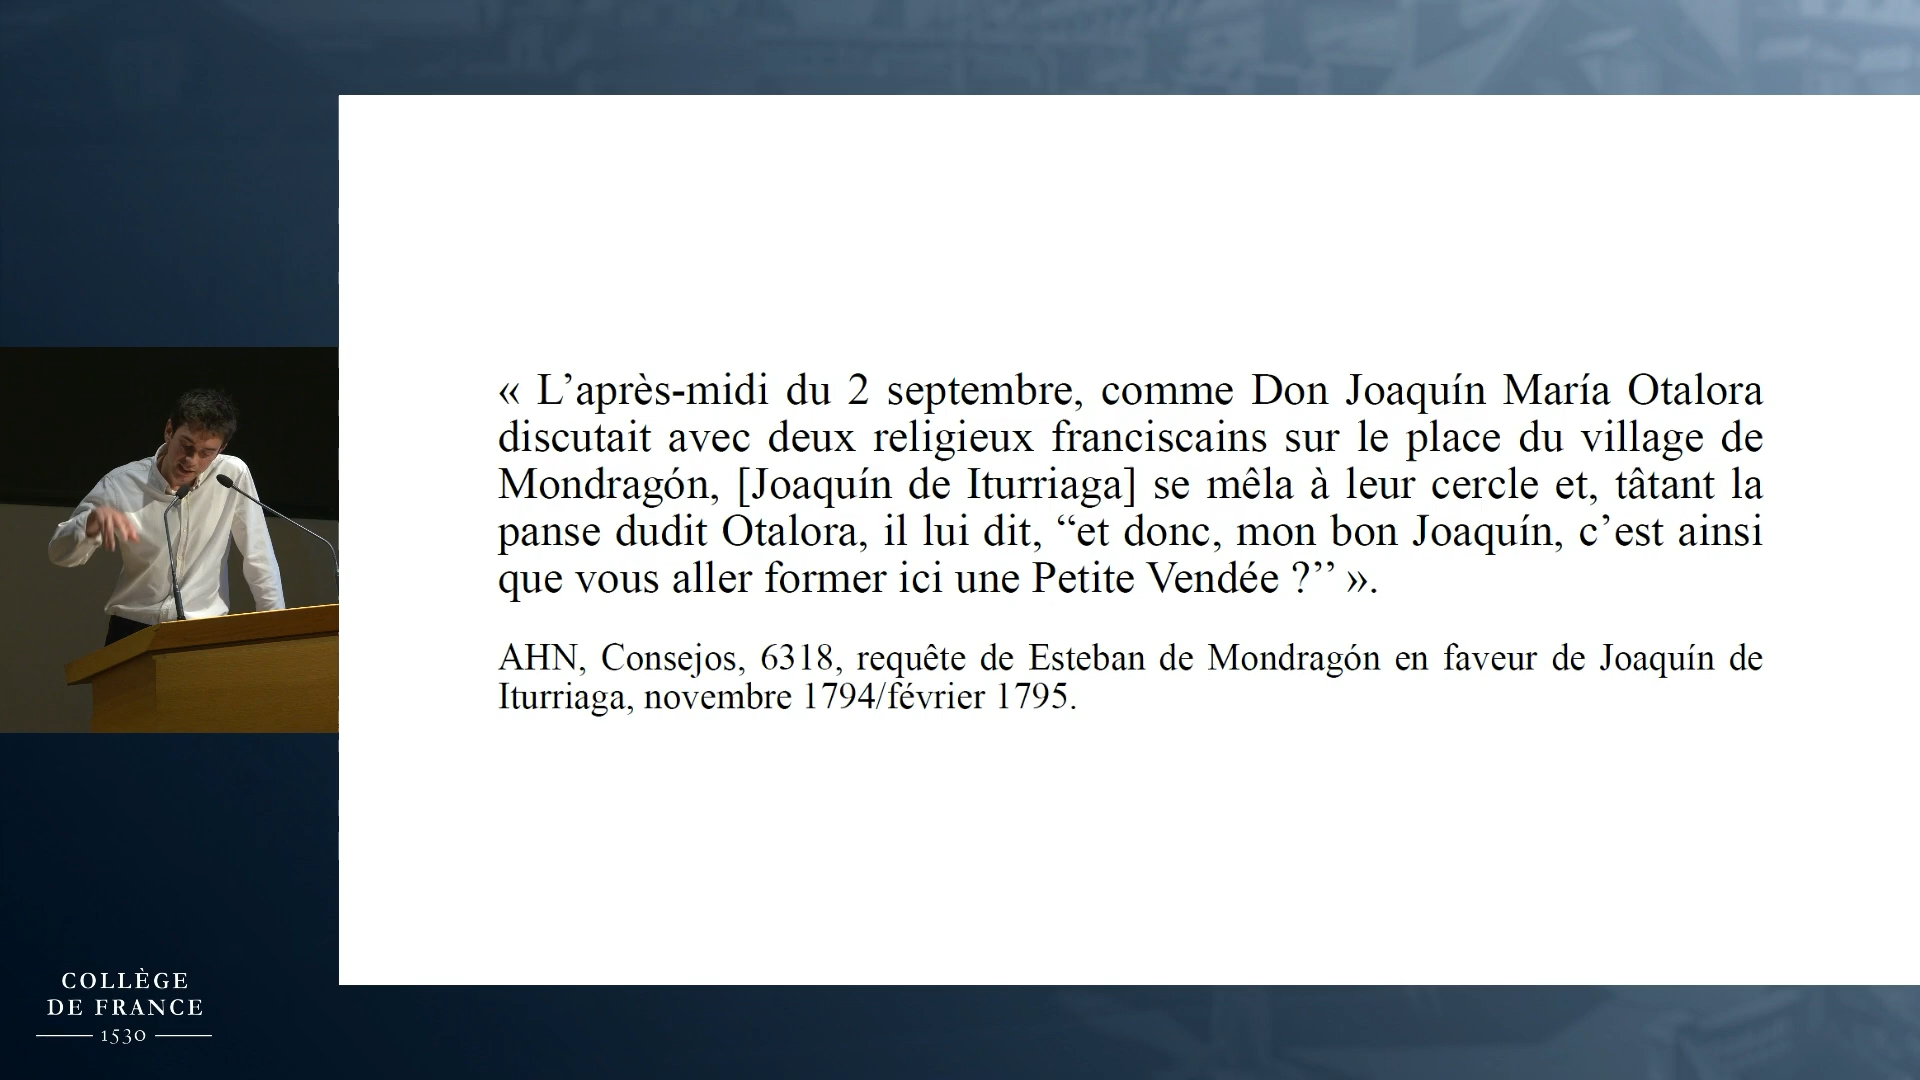 « L’après-midi du 2 septembre, comme Don Joaquín María Otalora
discutait avec deux religieux franciscains sur le place du village de
Mondragón, [Joaquín de Iturriaga] se mêla à leur cercle et, tâtant la
panse dudit Otalora, il lui dit, “et donc, mon bon Joaquín, c’est ainsi
que vous aller former ici une Petite Vendée ?’’ ».
AHN, Consejos, 6318, requête de Esteban de Mondragón en faveur de Joaquín de
Iturriaga, novembre 1794/février 1795.
COLLÈGE
DE FRANCE
1530